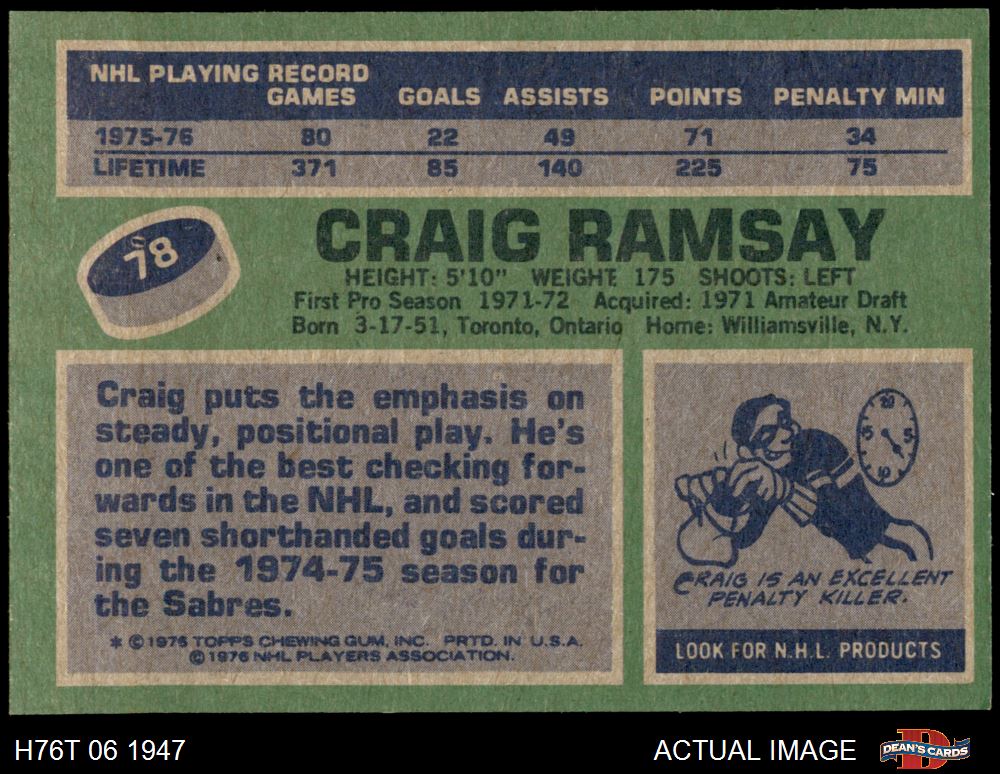 NHL PLAYING RECORD
GAMES GOALS ASSISTS POINTS PENALTY MIN
1975-76 80 22 49 71 34
LIFETIME 371 85 140 225 75
78
CRAIG RAMSAY
HEIGHT: 5'10" WEIGHT 175 SHOOTS: LEFT
First Pro Season 1971-72 Acquired: 1971 Amateur Draft
Born 3-17-51, Toronto, Ontario Home: Williamsville, N.Y.
Craig puts the emphasis on
steady, positional play. He's
one of the best checking for-
wards in the NHL, and scored
seven shorthanded goals dur-
ing the 1974-75 season for
the Sabres.
* © 1976 TOPPS CHEWING GUM, INC. PRTD. IN U.S.A.
© 1976 NHL PLAYERS ASSOCIATION.
CRAIG IS AN EXCELLENT
PENALTY KILLER.
LOOK FOR N.H.L. PRODUCTS
H76T 06 1947
ACTUAL IMAGE
DEAN'S CARDS